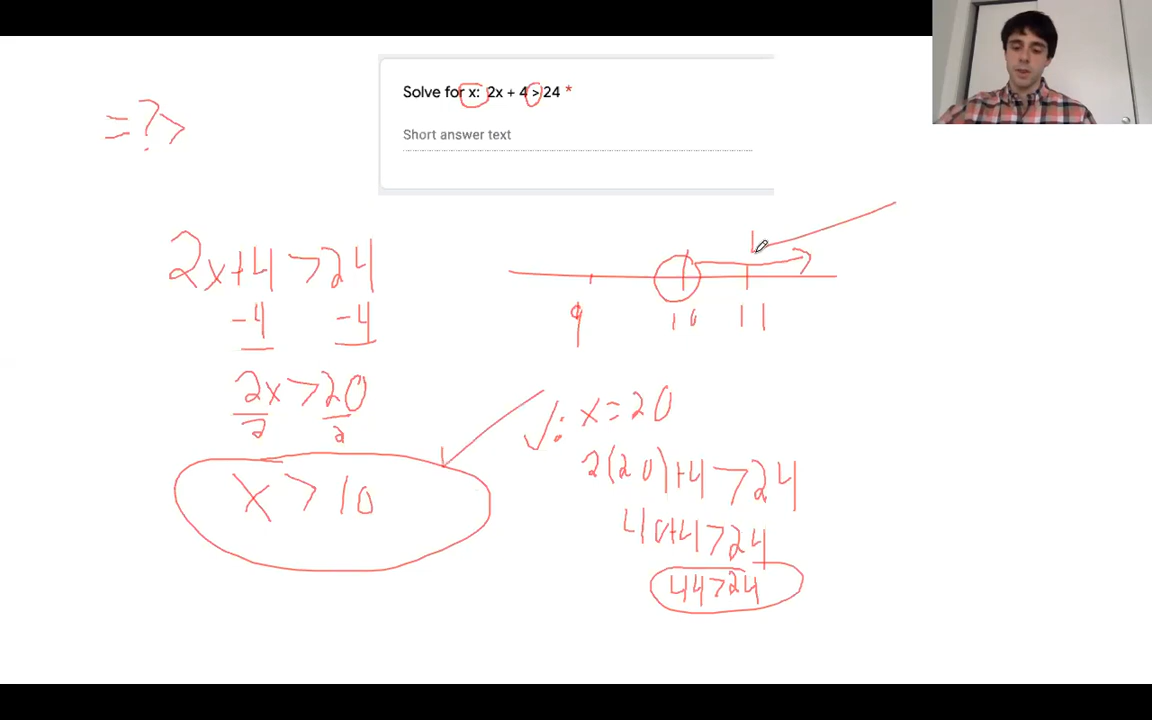 Solve for x: 2x + 4 > 24 *
Short answer text
= ? >
2x+4 > 24
-4 -4
2x > 20
2 2
x > 10
9 10 11
✓: x = 20
2(20)+4 > 24
40+4 > 24
44 > 24